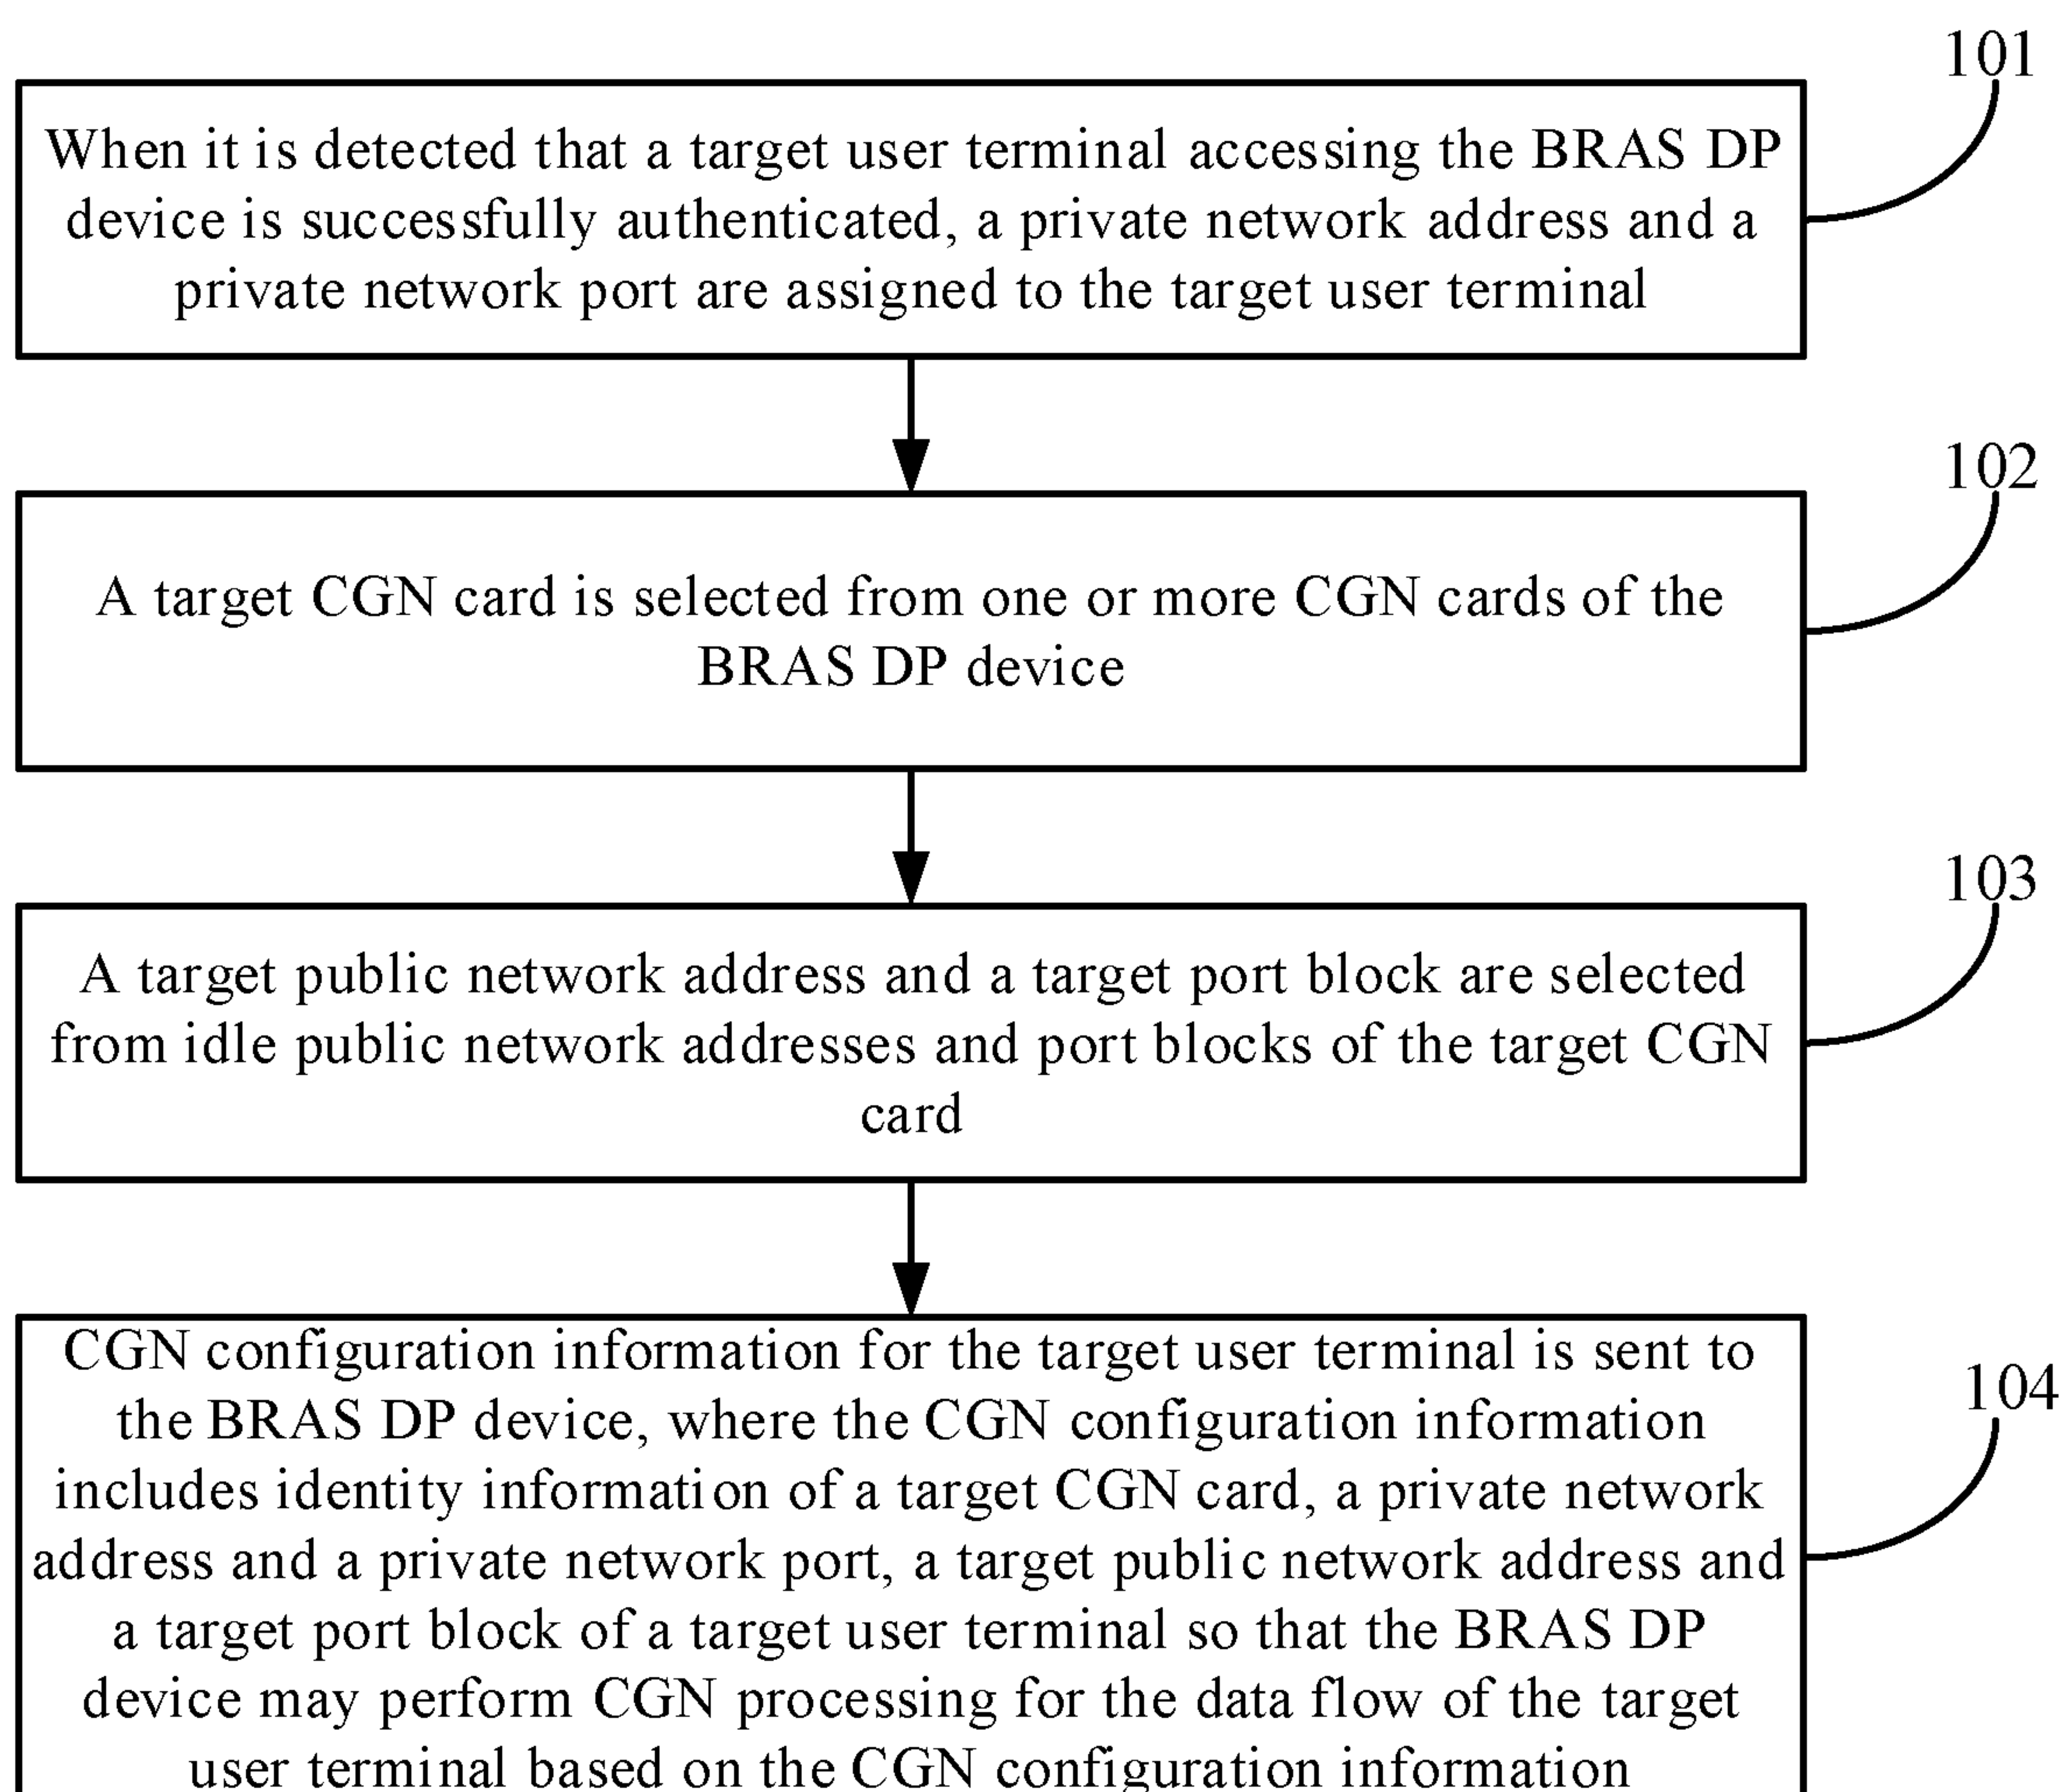 101
When it is detected that a target user terminal accessing the BRAS DP
device is successfully authenticated, a private network address and a
private network port are assigned to the target user terminal
102
A target CGN card is selected from one or more CGN cards of the
BRAS DP device
103
A target public network address and a target port block are selected
from idle public network addresses and port blocks of the target CGN
card
104
CGN configuration information for the target user terminal is sent to
the BRAS DP device, where the CGN configuration information
includes identity information of a target CGN card, a private network
address and a private network port, a target public network address and
a target port block of a target user terminal so that the BRAS DP
device may perform CGN processing for the data flow of the target
user terminal based on the CGN configuration information